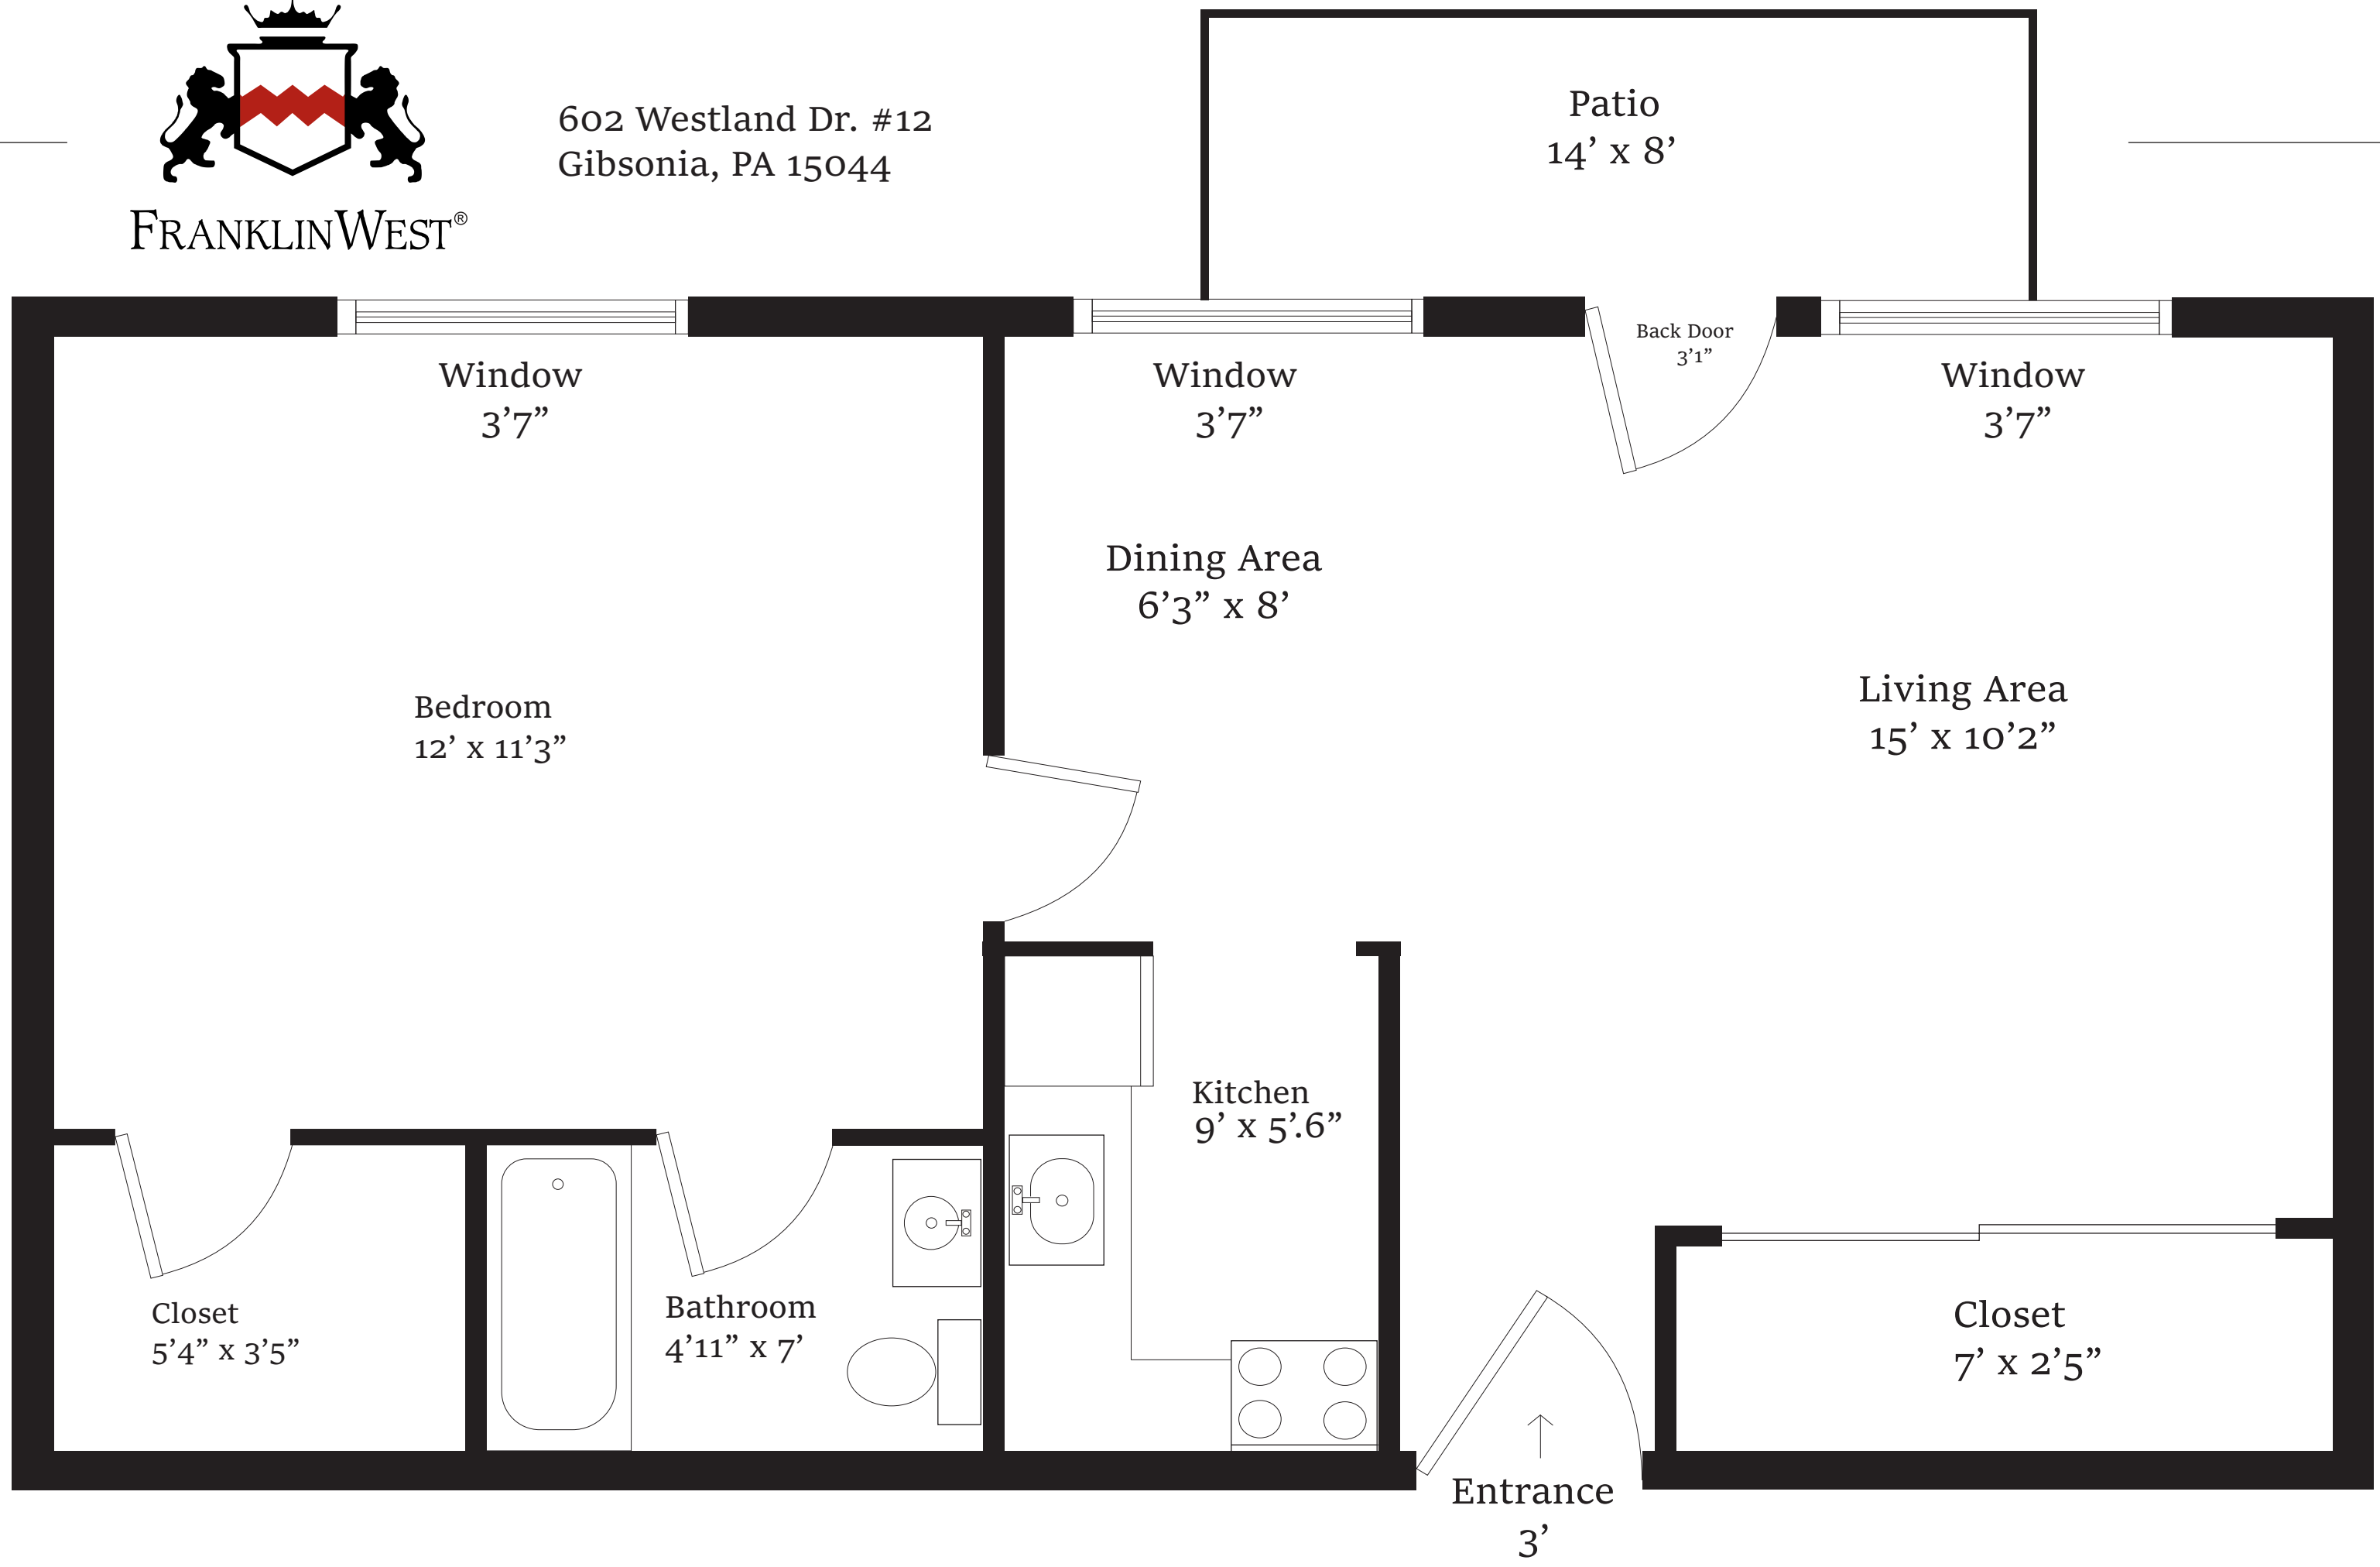 602 Westland Dr. #12
Gibsonia, PA 15044
FRANKLINWEST®
Patio
14’ x 8’
Back Door
3’1”
Window
3’7”
Window
3’7”
Window
3’7”
Dining Area
6’3” x 8’
Living Area
15’ x 10’2”
Bedroom
12’ x 11’3”
Kitchen
9’ x 5’.6”
Closet
5’4” x 3’5”
Bathroom
4’11” x 7’
Closet
7’ x 2’5”
Entrance
3’